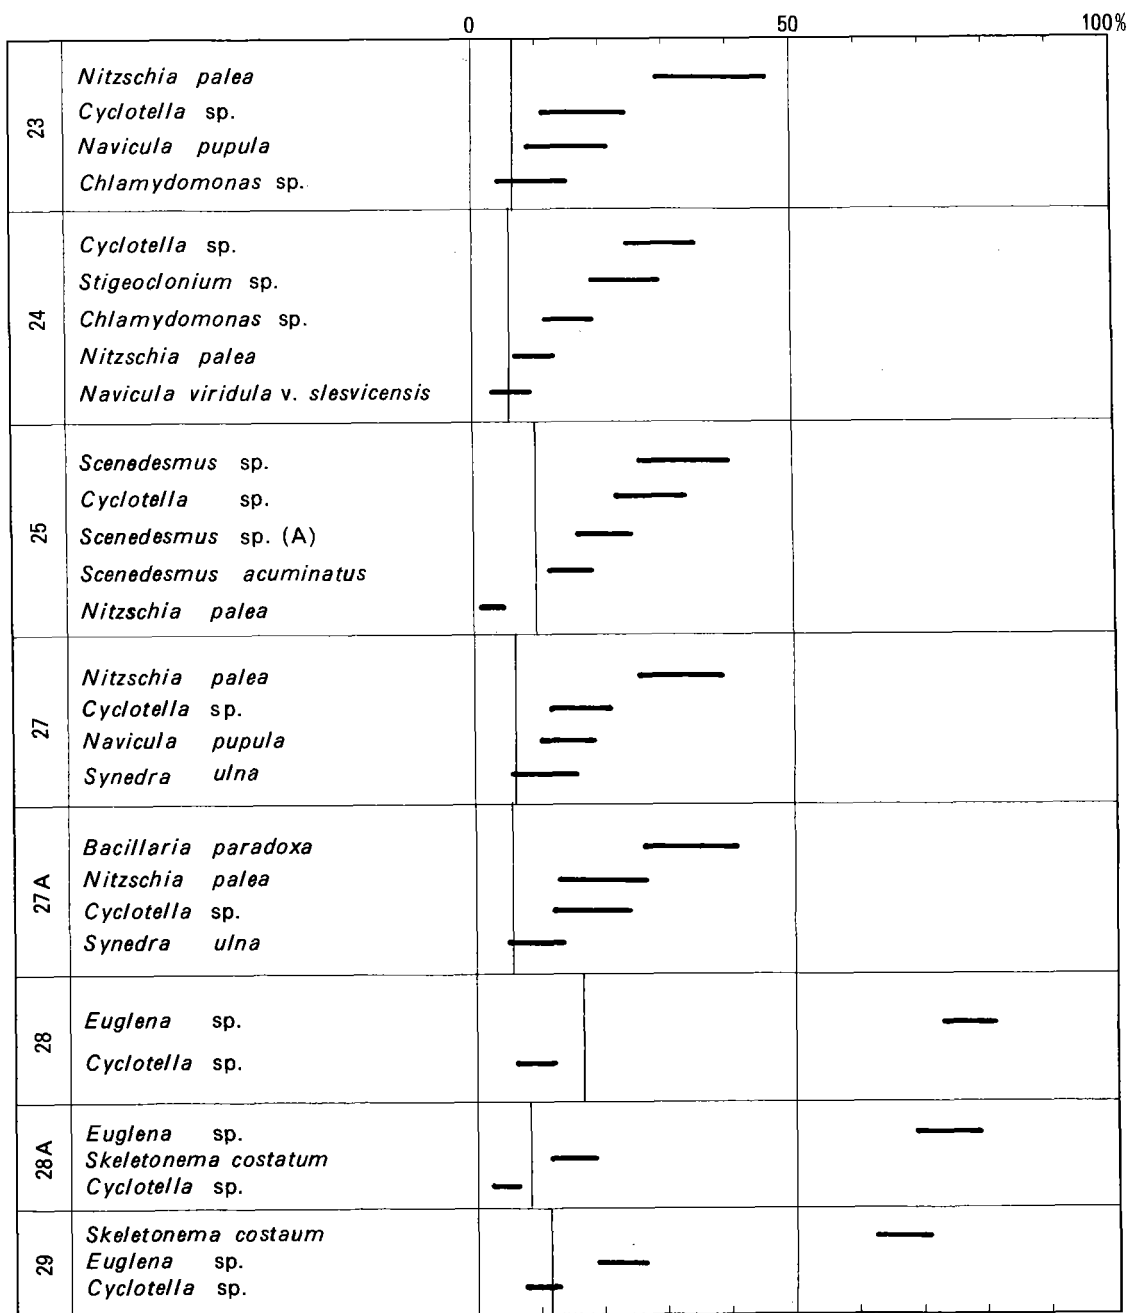 0 50 100%
23
Nitzschia palea
Cyclotella sp.
Navicula pupula
Chlamydomonas sp.
24
Cyclotella sp.
Stigeoclonium sp.
Chlamydomonas sp.
Nitzschia palea
Navicula viridula v. slesvicensis
25
Scenedesmus sp.
Cyclotella sp.
Scenedesmus sp. (A)
Scenedesmus acuminatus
Nitzschia palea
27
Nitzschia palea
Cyclotella sp.
Navicula pupula
Synedra ulna
27A
Bacillaria paradoxa
Nitzschia palea
Cyclotella sp.
Synedra ulna
28
Euglena sp.
Cyclotella sp.
28A
Euglena sp.
Skeletonema costatum
Cyclotella sp.
29
Skeletonema costaum
Euglena sp.
Cyclotella sp.